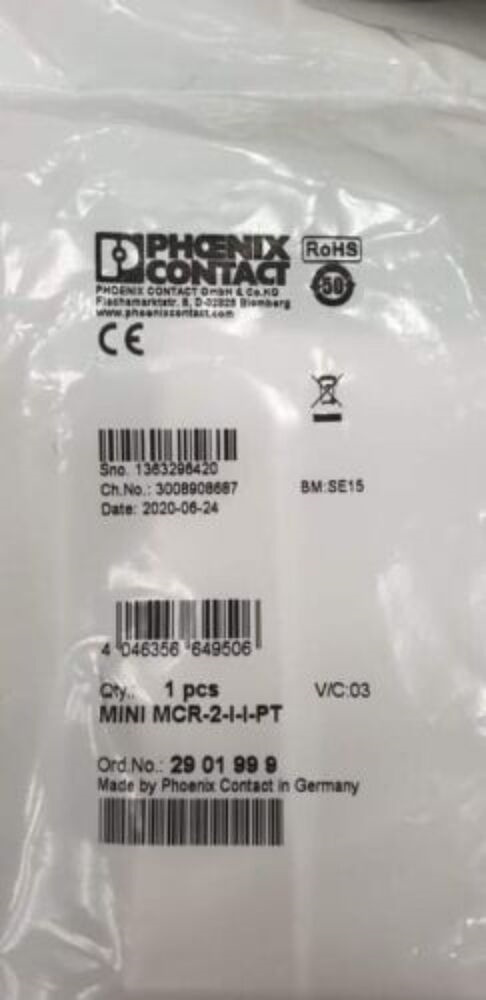 PHOENIX
CONTACT
RoHS
50
PHOENIX CONTACT GmbH & Co.KG
Flachsmarktstr. 8, D-32825 Blomberg
www.phoenixcontact.com
CE
Sno. 1363298420
Ch.No.: 3008908687
BM:SE15
Date: 2020-06-24
4 046356 649506
Qty.: 1 pcs
V/C:03
MINI MCR-2-I-I-PT
Ord.No.: 29 01 99 9
Made by Phoenix Contact in Germany